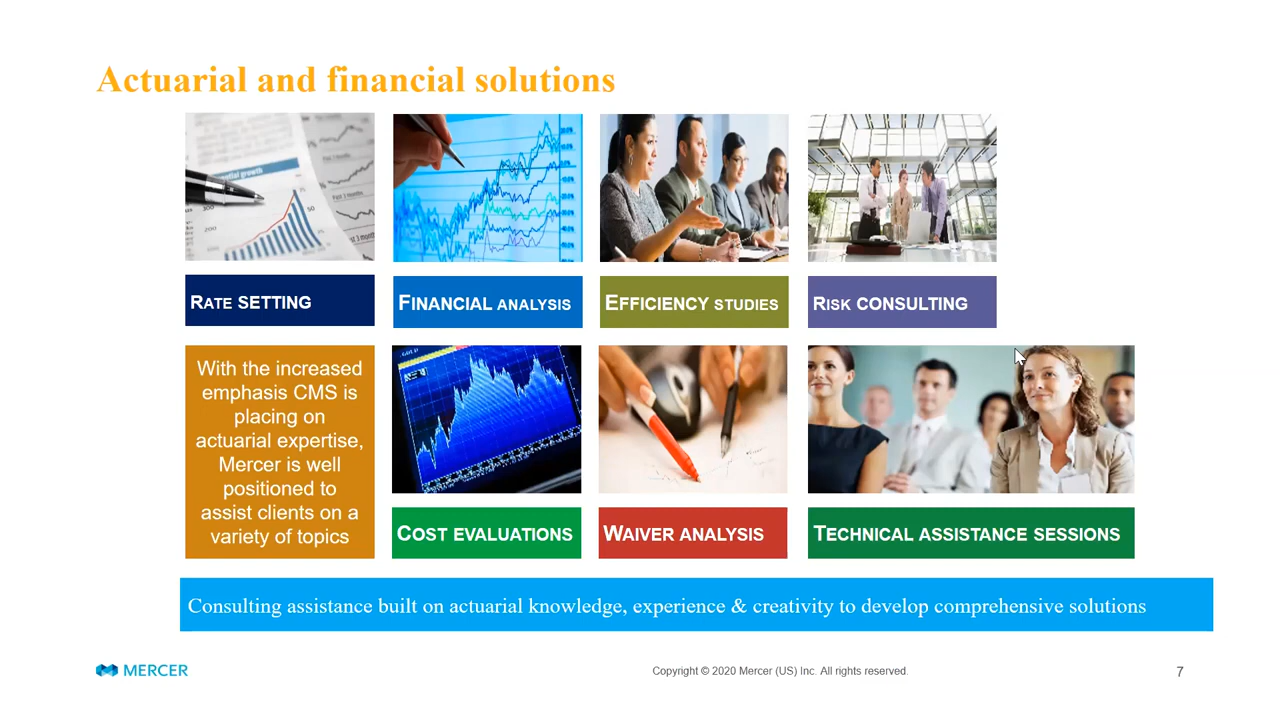 Actuarial and financial solutions
RATE SETTING
FINANCIAL ANALYSIS
EFFICIENCY STUDIES
RISK CONSULTING
With the increased
emphasis CMS is
placing on
actuarial expertise,
Mercer is well
positioned to
assist clients on a
variety of topics
COST EVALUATIONS
WAIVER ANALYSIS
TECHNICAL ASSISTANCE SESSIONS
Consulting assistance built on actuarial knowledge, experience & creativity to develop comprehensive solutions
MERCER
Copyright © 2020 Mercer (US) Inc. All rights reserved.
7